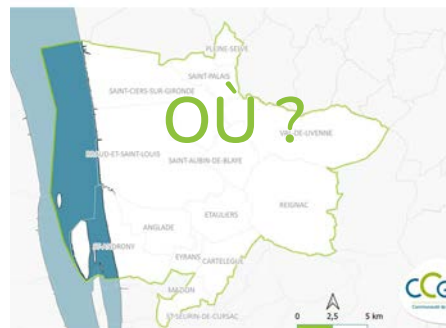 PLEINE-SELVE
SAINT-PALAIS
SAINT-CIERS-SUR-GIRONDE
OÙ ?
VAL-DE-LIVENNE
BRAUD-ET-SAINT-LOUIS
SAINT-AUBIN-DE-BLAYE
REIGNAC
ETAULIERS
ANGLADE
ST-ANDRONY
EYRANS
CARTELEGUE
MAZION
ST-SEURIN-DE-CURSAC
0 2,5 5 km